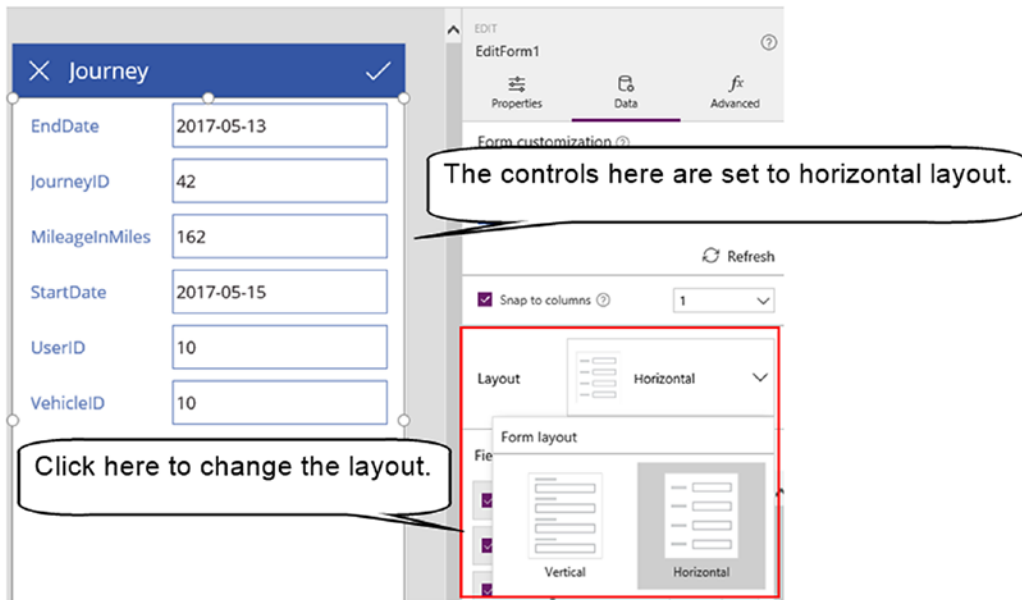 Journey
EndDate 2017-05-13
JourneyID 42
MileageInMiles 162
StartDate 2017-05-15
UserID 10
VehicleID 10
Click here to change the layout.
EDIT
EditForm1
Properties Data fx Advanced
Form customization
The controls here are set to horizontal layout.
Refresh
Snap to columns 1
Layout Horizontal
Form layout
Fie
Vertical Horizontal